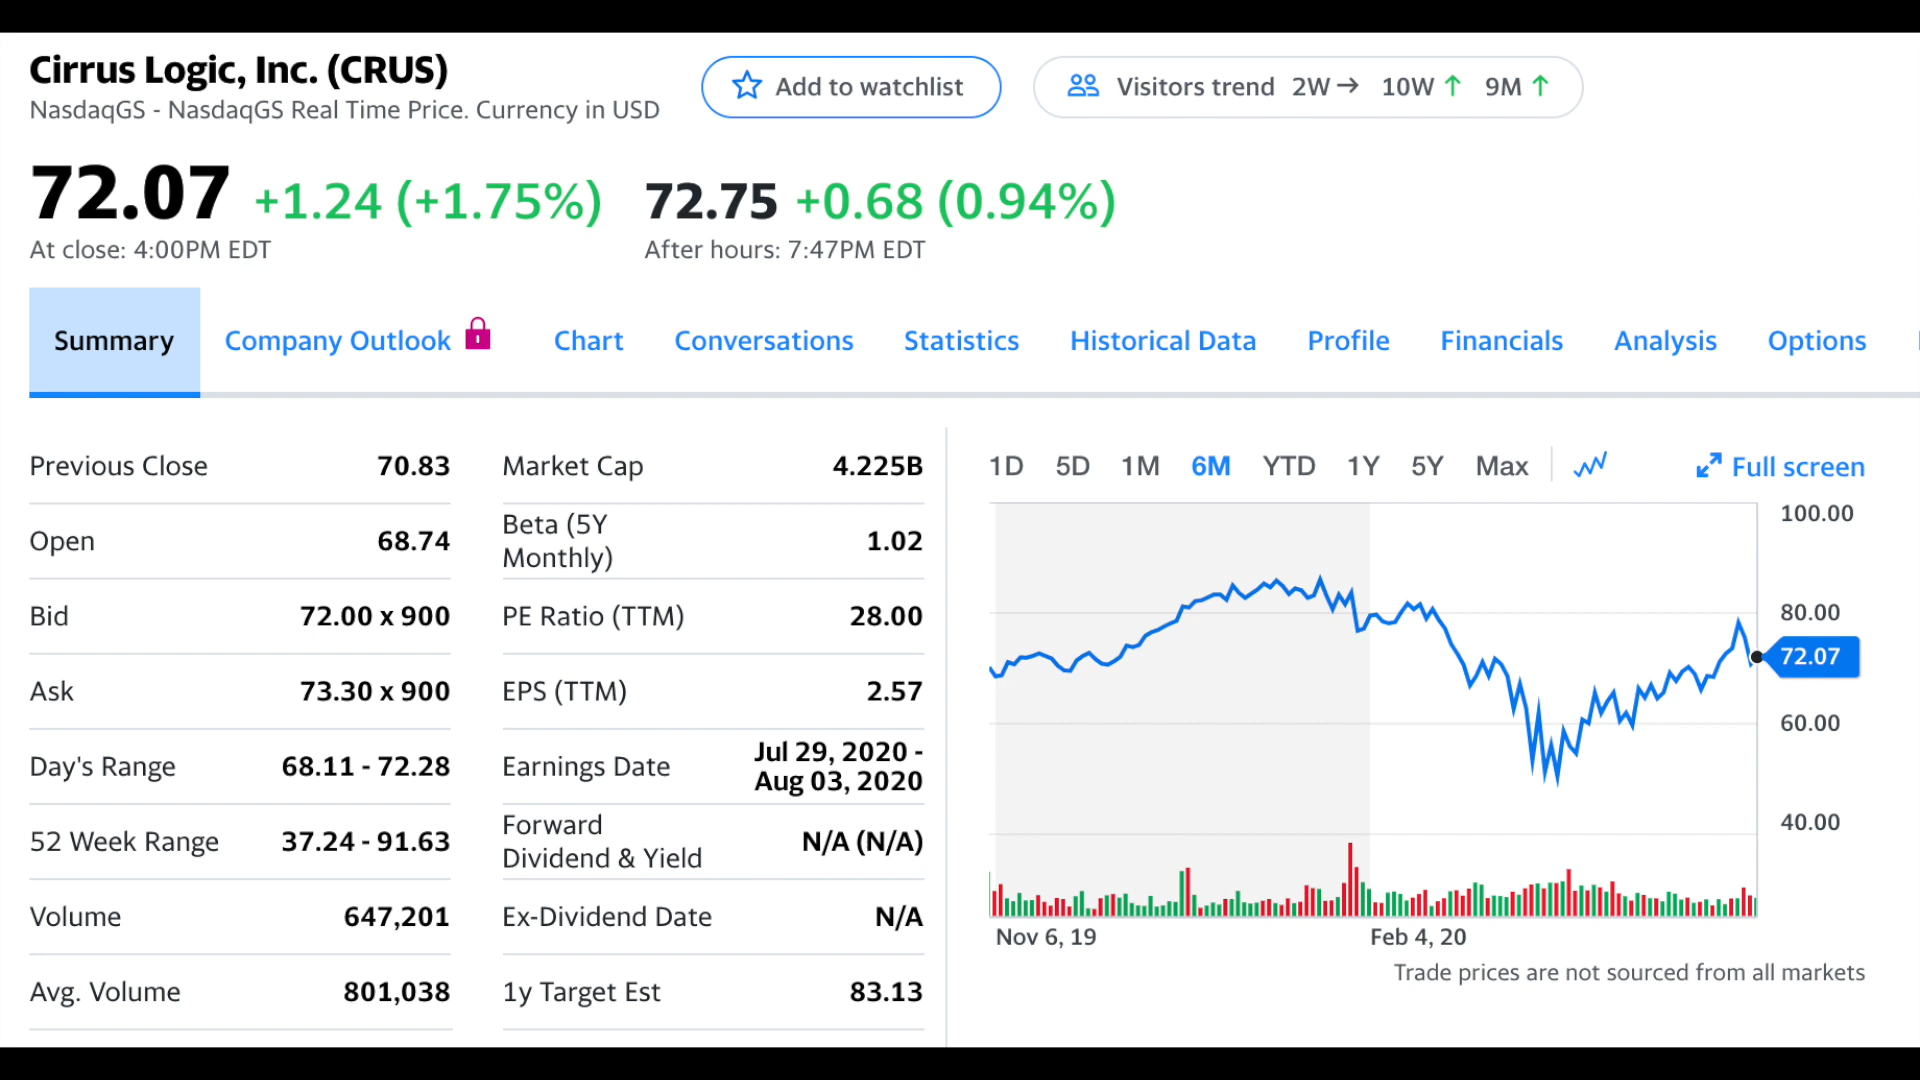 Cirrus Logic, Inc. (CRUS)
NasdaqGS - NasdaqGS Real Time Price. Currency in USD
Add to watchlist
Visitors trend 2W→ 10W↑ 9M↑
72.07 +1.24 (+1.75%)
At close: 4:00PM EDT
72.75 +0.68 (0.94%)
After hours: 7:47PM EDT
Summary Company Outlook Chart Conversations Statistics Historical Data Profile Financials Analysis Options
Previous Close 70.83
Open 68.74
Bid 72.00 x 900
Ask 73.30 x 900
Day's Range 68.11 - 72.28
52 Week Range 37.24 - 91.63
Volume 647,201
Avg. Volume 801,038
Market Cap 4.225B
Beta (5Y
Monthly) 1.02
PE Ratio (TTM) 28.00
EPS (TTM) 2.57
Earnings Date Jul 29, 2020 -
Aug 03, 2020
Forward
Dividend & Yield N/A (N/A)
Ex-Dividend Date N/A
1y Target Est 83.13
1D 5D 1M 6M YTD 1Y 5Y Max
Full screen
100.00
80.00
72.07
60.00
40.00
Nov 6, 19 Feb 4, 20
Trade prices are not sourced from all markets